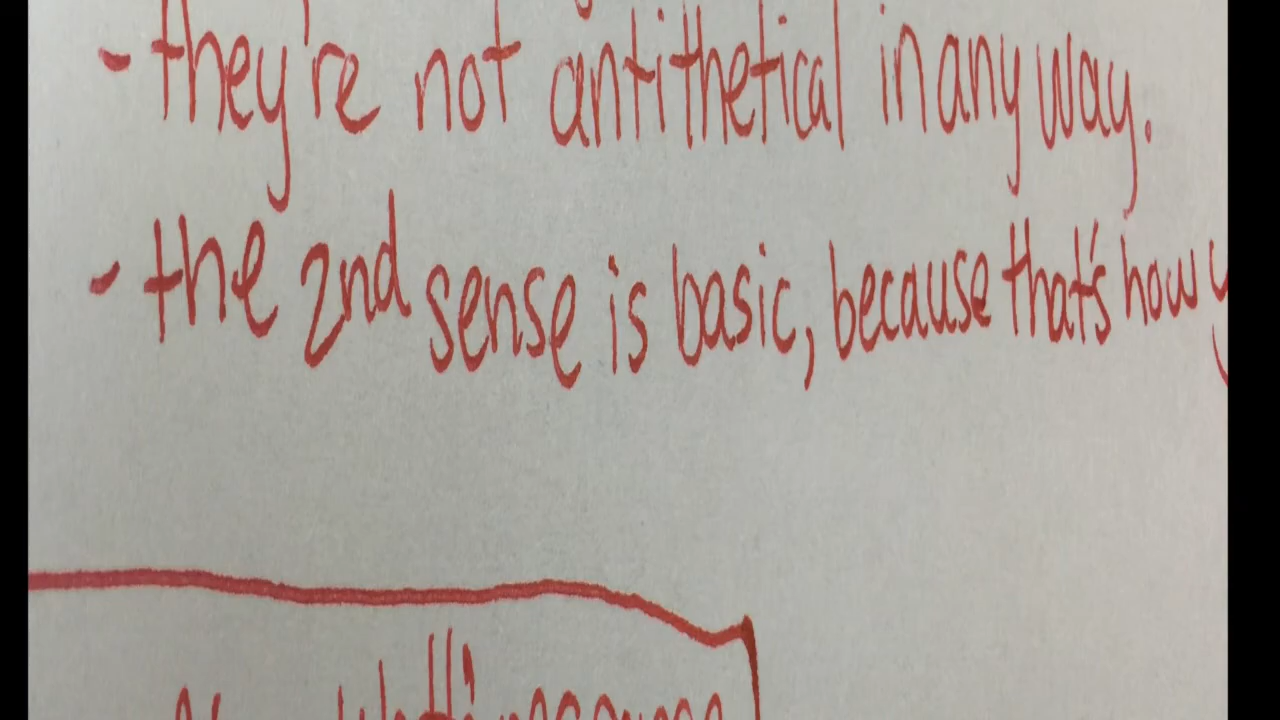 - they're not antithetical in any way.
- the 2nd sense is basic, because that's how